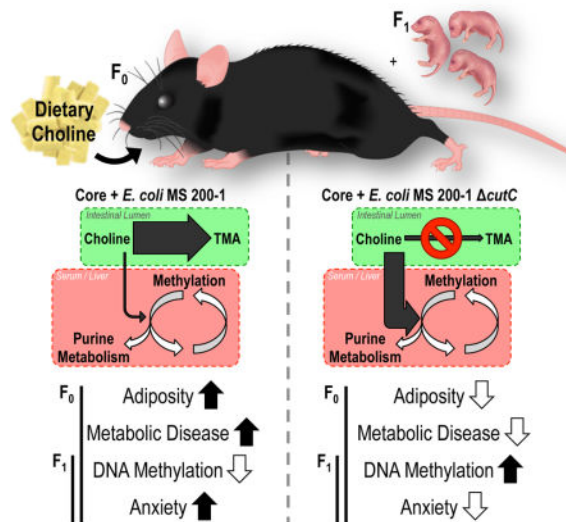 F1
F0
+
Dietary
Choline
Core + E. coli MS 200-1
Intestinal Lumen
Choline
TMA
Serum / Liver
Methylation
Purine
Metabolism
F0
Adiposity
Metabolic Disease
F1
DNA Methylation
Anxiety
Core + E. coli MS 200-1 ΔcutC
Intestinal Lumen
Choline
TMA
Serum / Liver
Methylation
Purine
Metabolism
F0
Adiposity
Metabolic Disease
F1
DNA Methylation
Anxiety